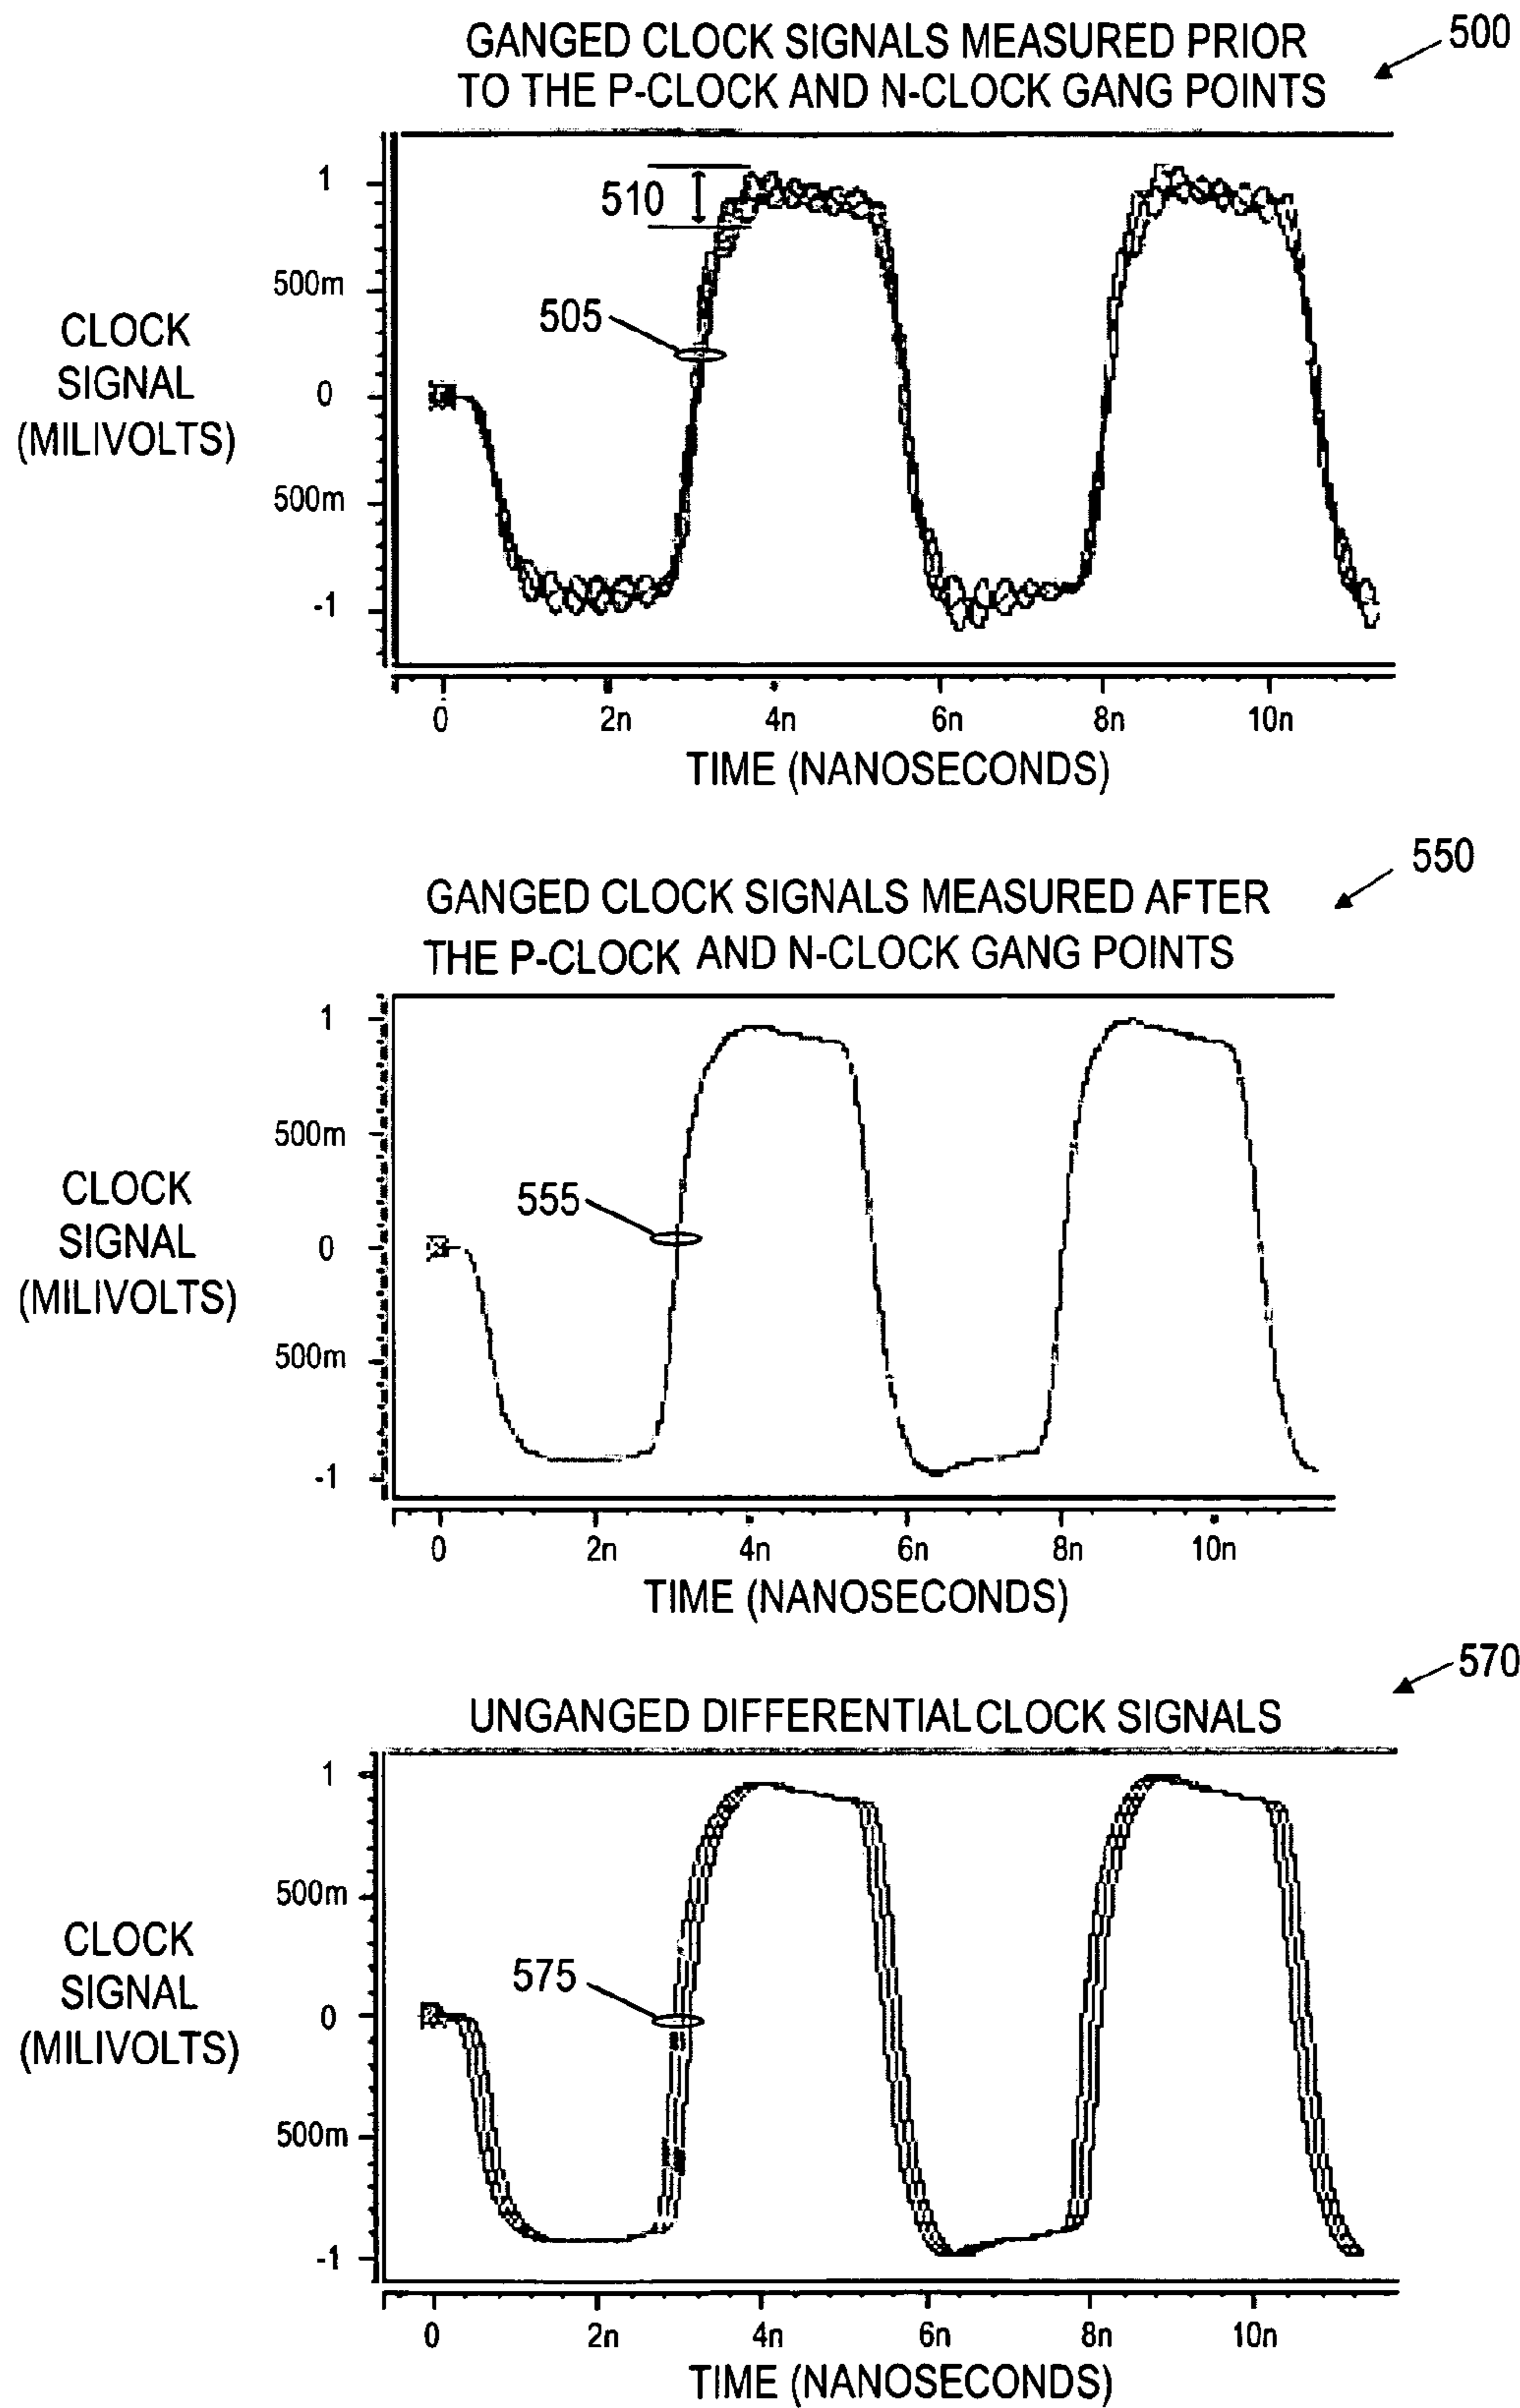 GANGED CLOCK SIGNALS MEASURED PRIOR
TO THE P-CLOCK AND N-CLOCK GANG POINTS
500
1
510
500m
505
CLOCK
SIGNAL
(MILIVOLTS)
0
500m
-1
0 2n 4n 6n 8n 10n
TIME (NANOSECONDS)
550
GANGED CLOCK SIGNALS MEASURED AFTER
THE P-CLOCK AND N-CLOCK GANG POINTS
1
500m
555
CLOCK
SIGNAL
(MILIVOLTS)
0
500m
-1
0 2n 4n 6n 8n 10n
TIME (NANOSECONDS)
570
UNGANGED DIFFERENTIAL CLOCK SIGNALS
1
500m
575
CLOCK
SIGNAL
(MILIVOLTS)
0
500m
-1
0 2n 4n 6n 8n 10n
TIME (NANOSECONDS)